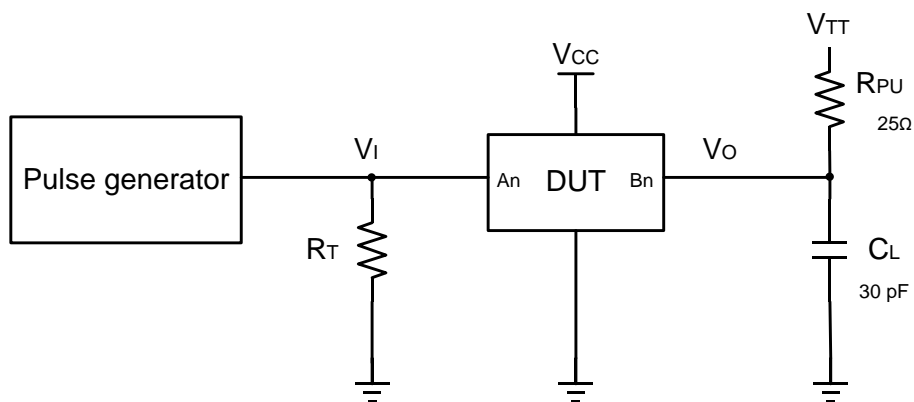 VTT
VCC
RPU
25Ω
VI
VO
Pulse generator
An
DUT
Bn
RT
CL
30 pF